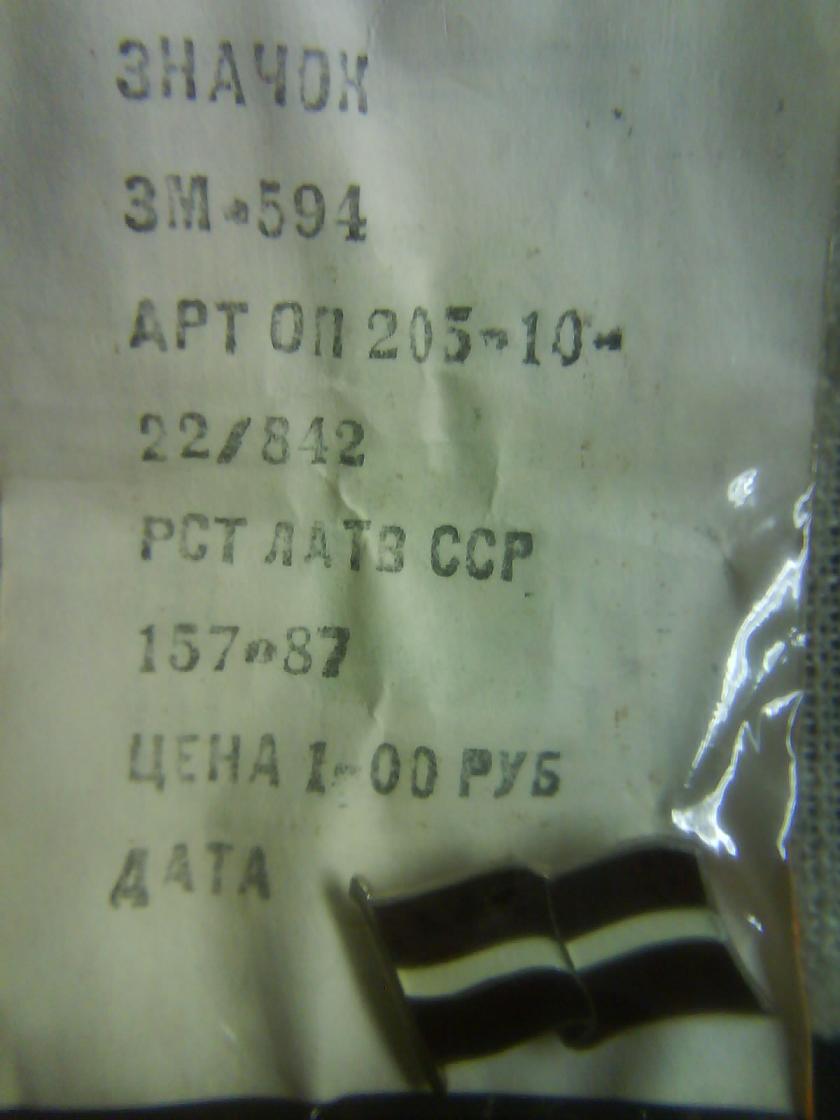 ЗНАЧОК
ЗМ-594
АРТ ОП 205-10-
22/842
РСТ ЛАТВ ССР
157-87
ЦЕНА 1-00 РУБ
ДАТА